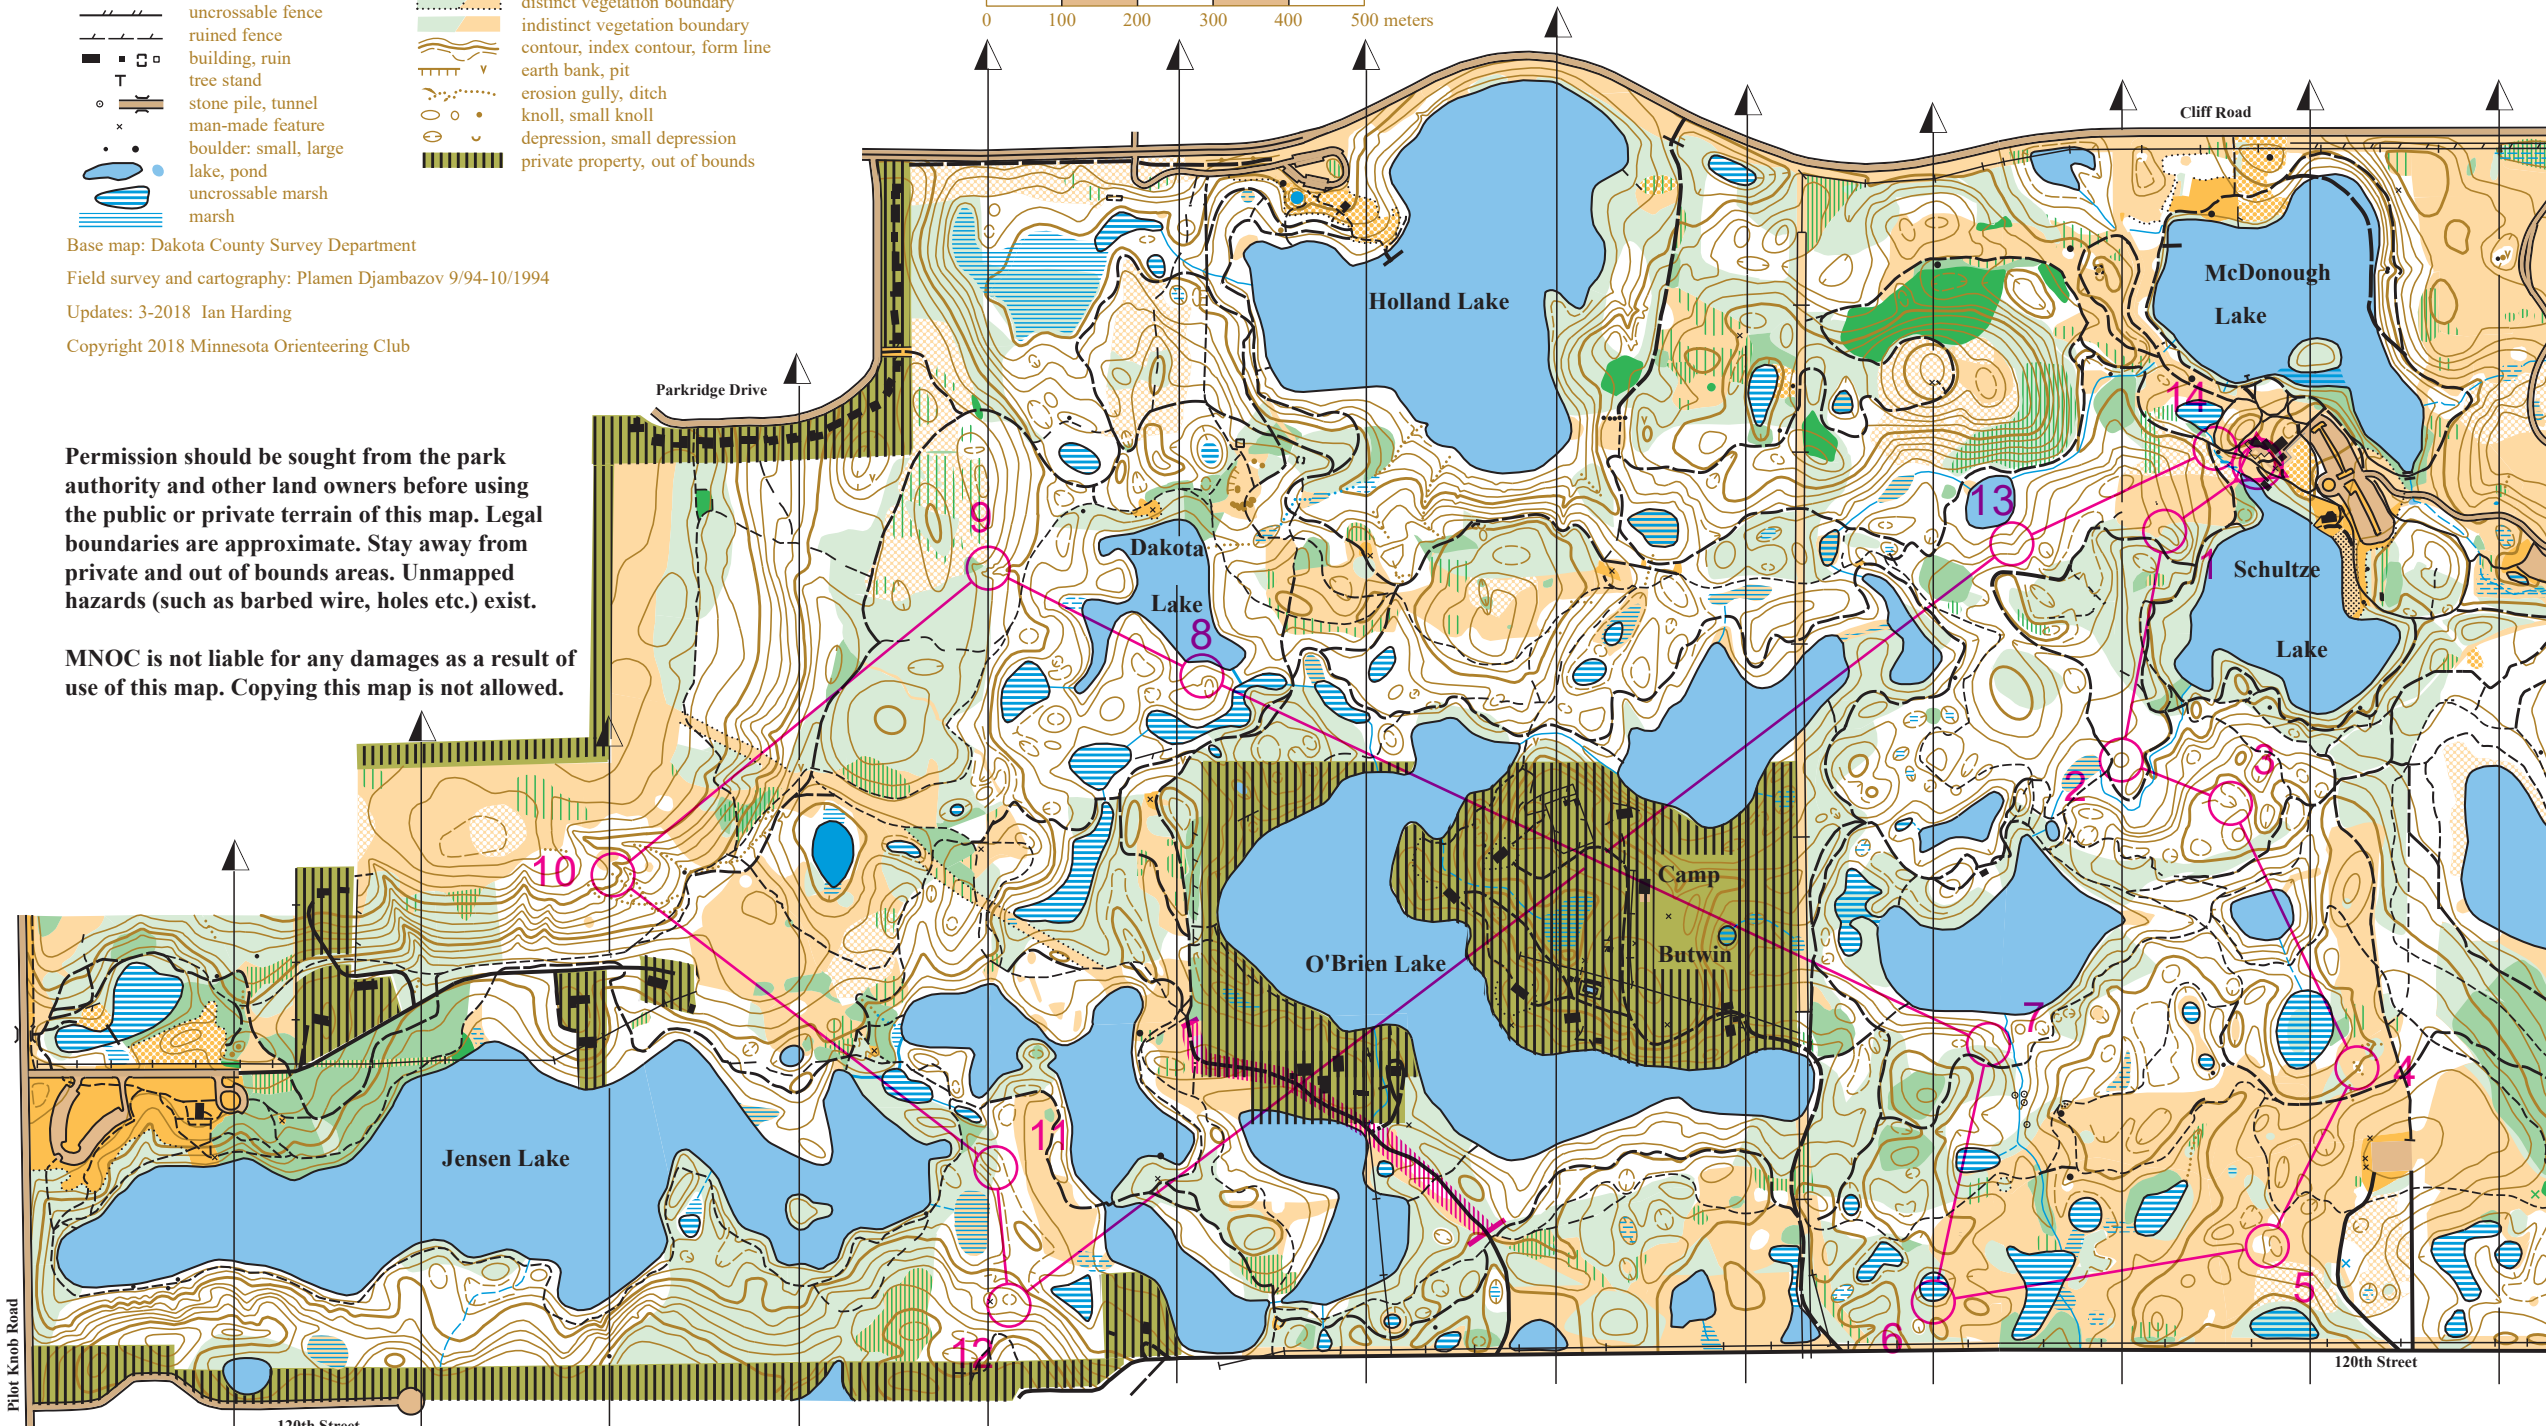 uncrossable fence
ruined fence
building, ruin
tree stand
stone pile, tunnel
man-made feature
boulder: small, large
lake, pond
uncrossable marsh
marsh
distinct vegetation boundary
indistinct vegetation boundary
contour, index contour, form line
earth bank, pit
erosion gully, ditch
knoll, small knoll
depression, small depression
private property, out of bounds
0 100 200 300 400 500 meters
Base map: Dakota County Survey Department
Field survey and cartography: Plamen Djambazov 9/94-10/1994
Updates: 3-2018 Ian Harding
Copyright 2018 Minnesota Orienteering Club
Permission should be sought from the park
authority and other land owners before using
the public or private terrain of this map. Legal
boundaries are approximate. Stay away from
private and out of bounds areas. Unmapped
hazards (such as barbed wire, holes etc.) exist.
MNOC is not liable for any damages as a result of
use of this map. Copying this map is not allowed.
Parkridge Drive
Cliff Road
Holland Lake
McDonough
Lake
14
13
9
Dakota
Lake
8
1
Schultze
Lake
2
3
10
Camp
Butwin
O'Brien Lake
7
4
11
Jensen Lake
5
6
12
Pilot Knob Road
120th Street
120th Street